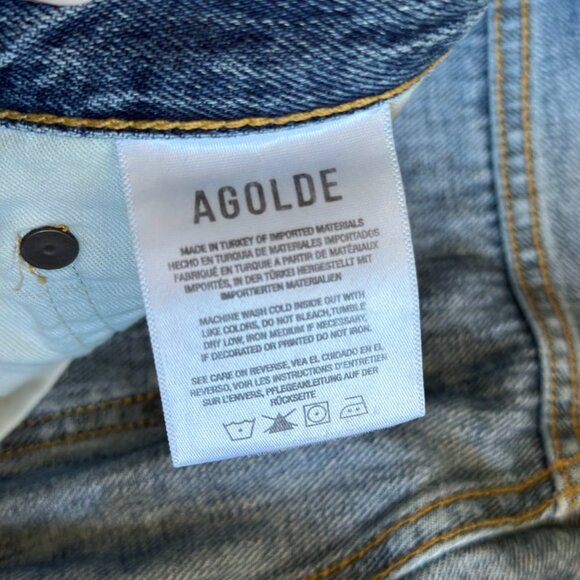 AGOLDE
MADE IN TURKEY OF IMPORTED MATERIALS
HECHO EN TURQUIA DE MATERIALES IMPORTADOS
FABRIQUÉ EN TURQUIE A PARTIR DE MATÉRIAUX
IMPORTÉS, IN DER TÜRKEI HERGESTELLT MIT
IMPORTIERTEN MATERIALIEN
MACHINE WASH COLD INSIDE OUT WITH
LIKE COLORS, DO NOT BLEACH,TUMBLE
DRY LOW, IRON MEDIUM IF NECESSARY.
IF DECORATED OR PRINTED DO NOT IRON.
SEE CARE ON REVERSE, VEA EL CUIDADO EN EL
REVERSO, VOIR LES INSTRUCTIONS D'ENTRETIEN
SUR L'ENVERS, PFLEGEANLEITUNG AUF DER
RÜCKSEITE